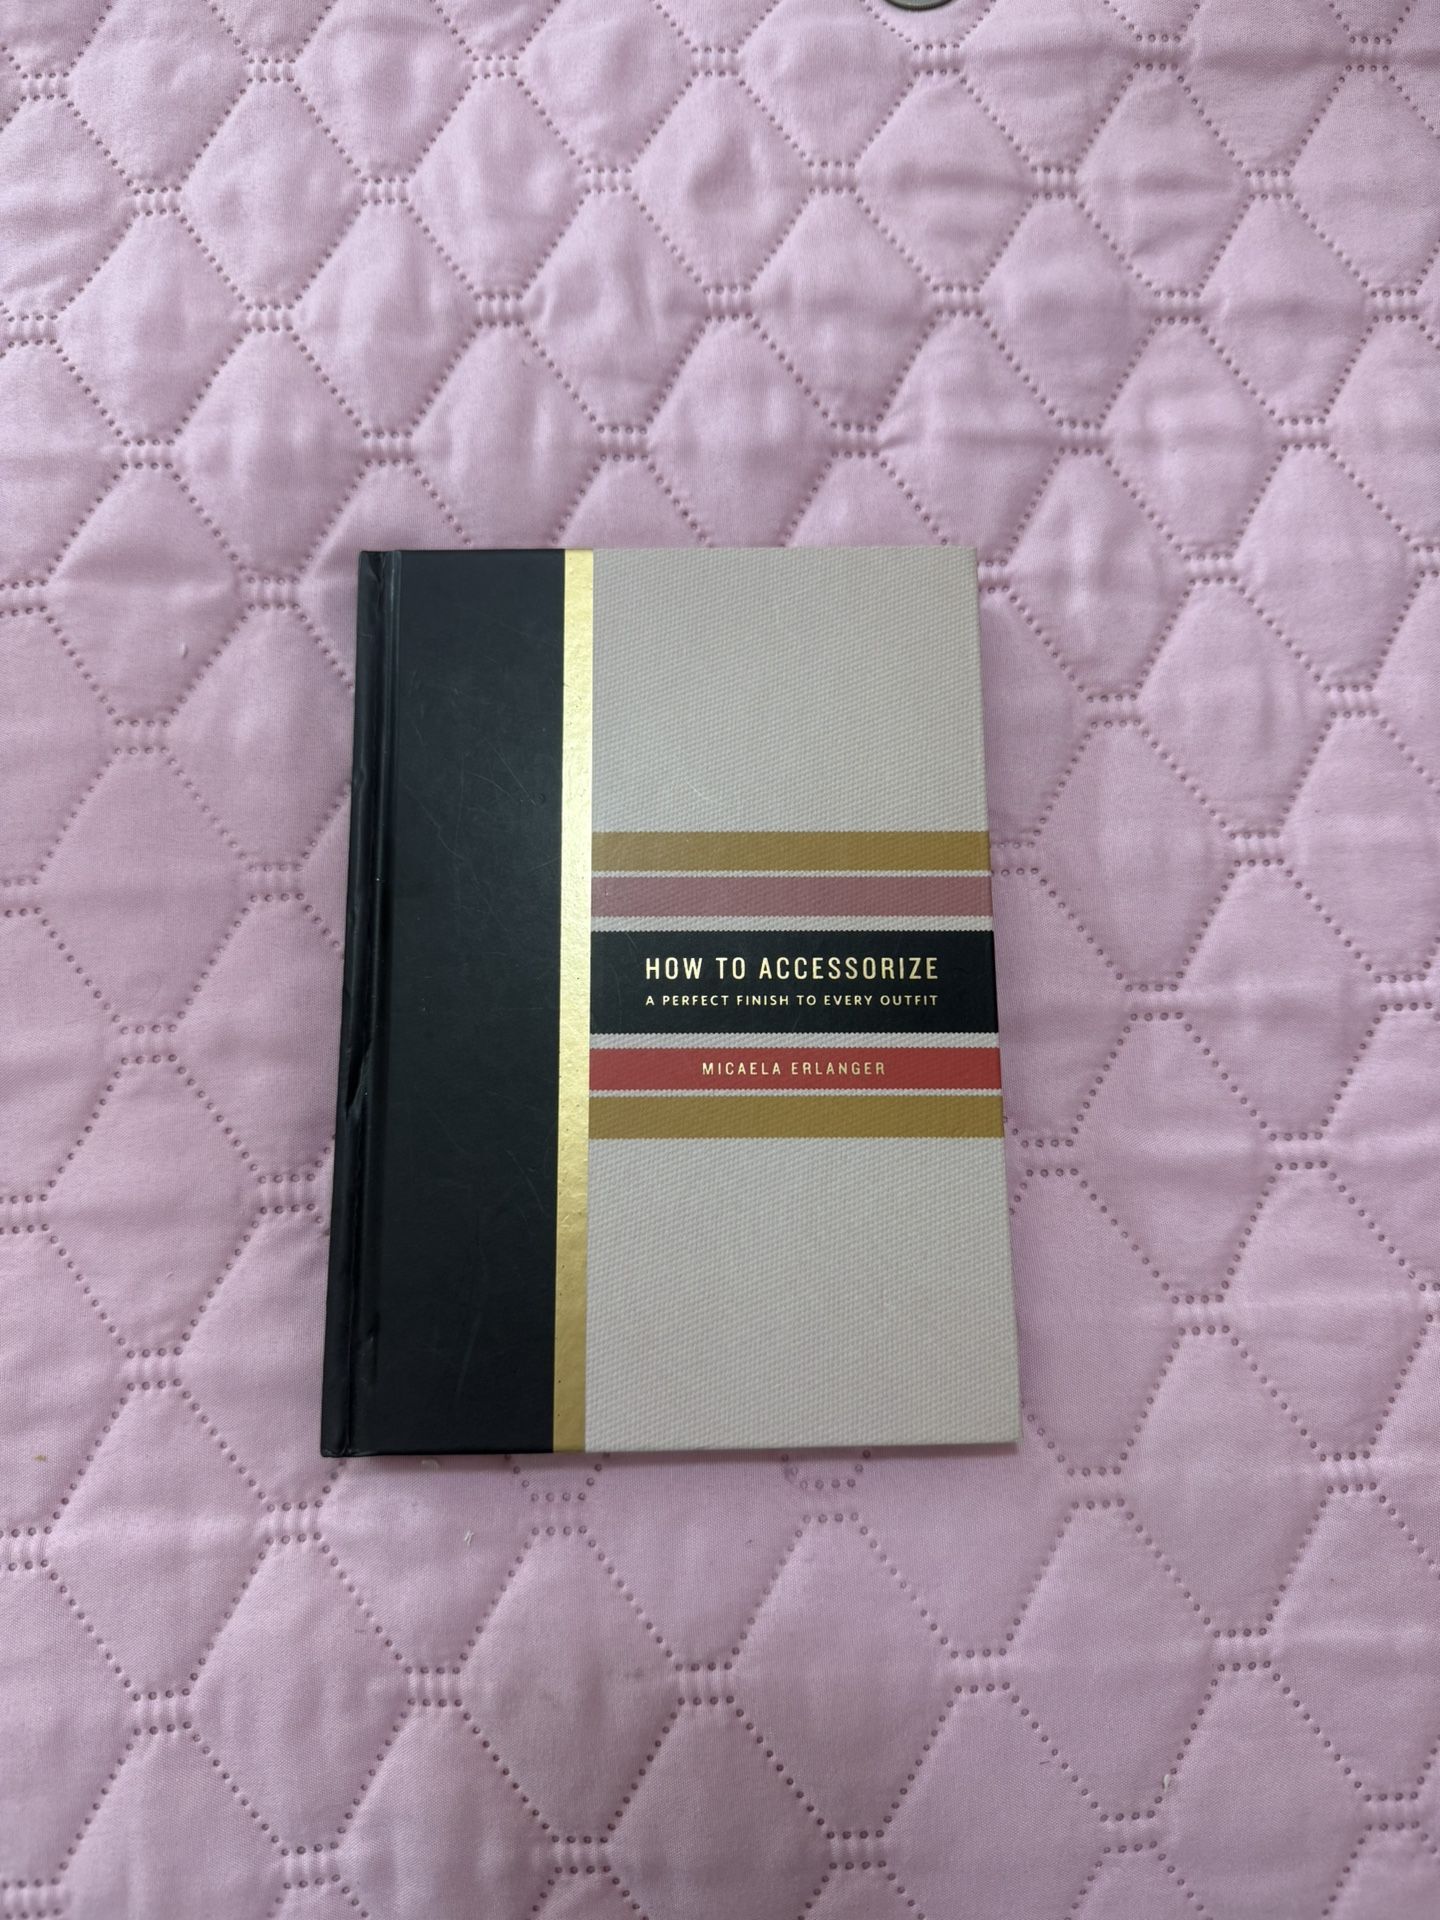 HOW TO ACCESSORIZE
A PERFECT FINISH TO EVERY OUTFIT
MICAELA ERLANGER